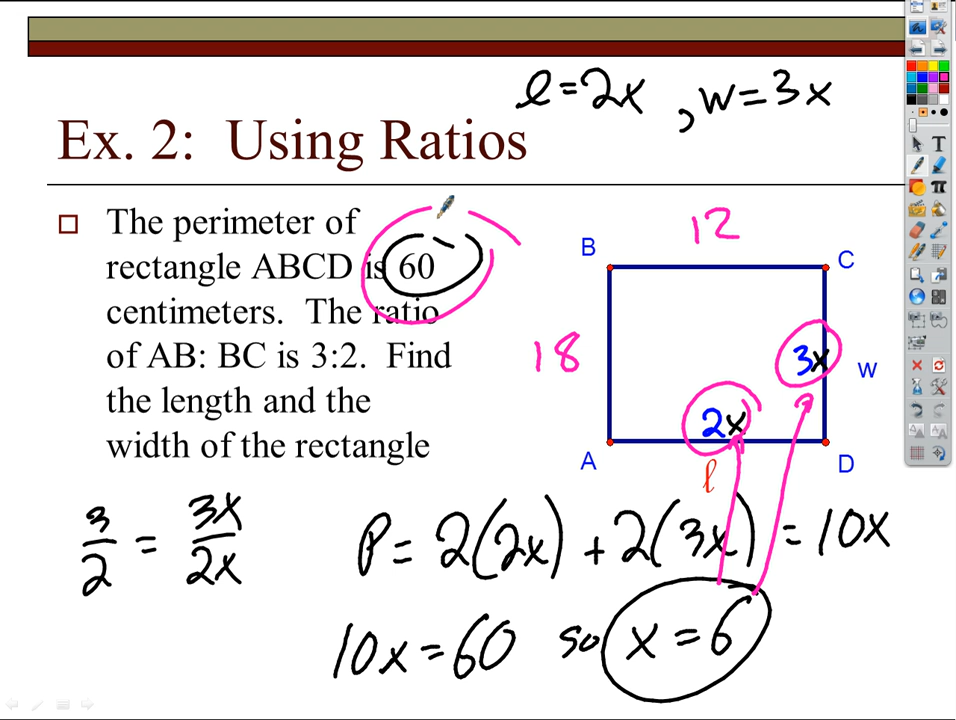 l = 2x , w = 3x
Ex. 2: Using Ratios
The perimeter of
rectangle ABCD is 60
centimeters. The ratio
of AB: BC is 3:2. Find
the length and the
width of the rectangle
12
B
C
18
3x
w
2x
A
D
ℓ
3/2 = 3x/2x
P = 2(2x) + 2(3x) = 10x
10x = 60 so x = 6
T
π
A A